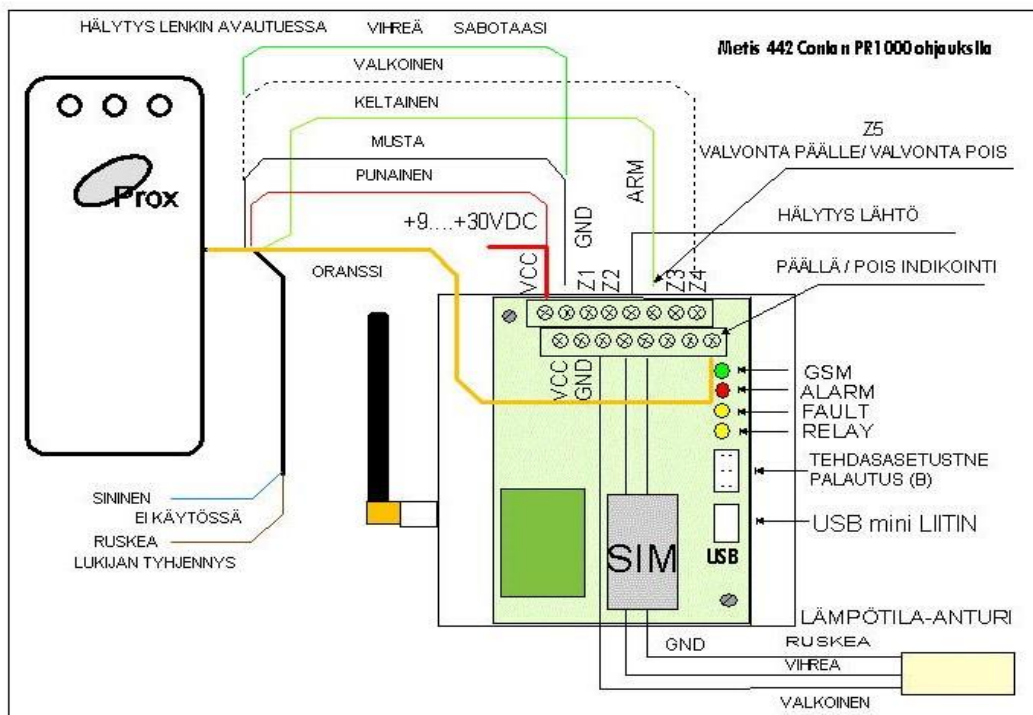 HÄLYTYS LENKIN AVAUTUESSA VIHREÄ SABOTAASI
Metis 442 Conlan PR1000 ohjauksilla
VALKOINEN
KELTAINEN
Z5
VALVONTA PÄÄLLE/ VALVONTA POIS
MUSTA
ARM
PUNAINEN
Prox
+9....+30VDC
GND
HÄLYTYS LÄHTÖ
ORANSSI
VCC
Z1
Z2
Z3
Z4
PÄÄLLÄ / POIS INDIKOINTI
VCC
GND
GSM
ALARM
FAULT
RELAY
TEHDASASETUSTNE
PALAUTUS (B)
SININEN
EI KÄYTÖSSÄ
RUSKEA
LUKIJAN TYHJENNYS
USB mini LIITIN
SIM
USB
LÄMPÖTILA-ANTURI
GND
RUSKEA
VIHREA
VALKOINEN